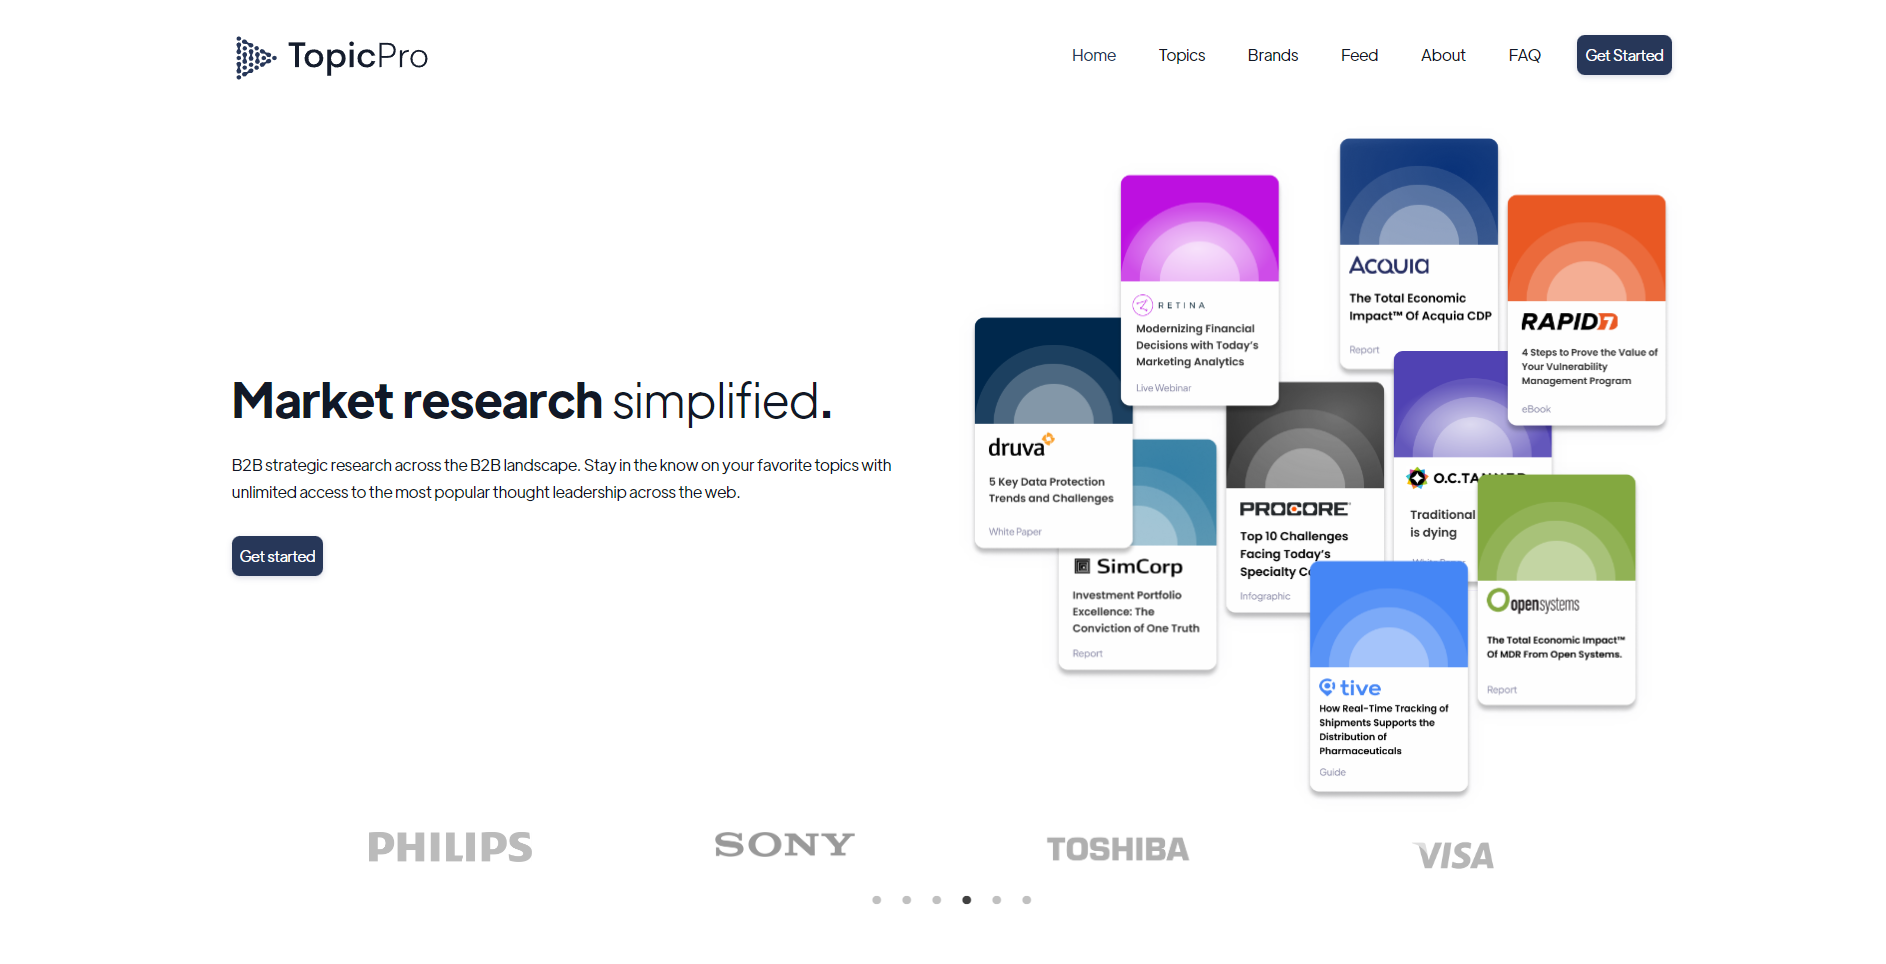 TopicPro
Home
Topics
Brands
Feed
About
FAQ
Get Started
Market research simplified.
B2B strategic research across the B2B landscape. Stay in the know on your favorite topics with
unlimited access to the most popular thought leadership across the web.
Get started
druva
5 Key Data Protection
Trends and Challenges
White Paper
RETINA
Modernizing Financial
Decisions with Today's
Marketing Analytics
Live Webinar
SimCorp
Investment Portfolio
Excellence: The
Conviction of One Truth
Report
PROCORE
Top 10 Challenges
Facing Today's
Specialty
Infographic
Acquia
The Total Economic
Impact™ Of Acquia CDP
Report
RAPID7
4 Steps to Prove the Value of
Your Vulnerability
Management Program
eBook
O.C.TANNER
Traditional
is dying
White Paper
opensystems
The Total Economic Impact™
Of MDR From Open Systems.
Report
tive
How Real-Time Tracking of
Shipments Supports the
Distribution of
Pharmaceuticals
Guide
PHILIPS
SONY
TOSHIBA
VISA